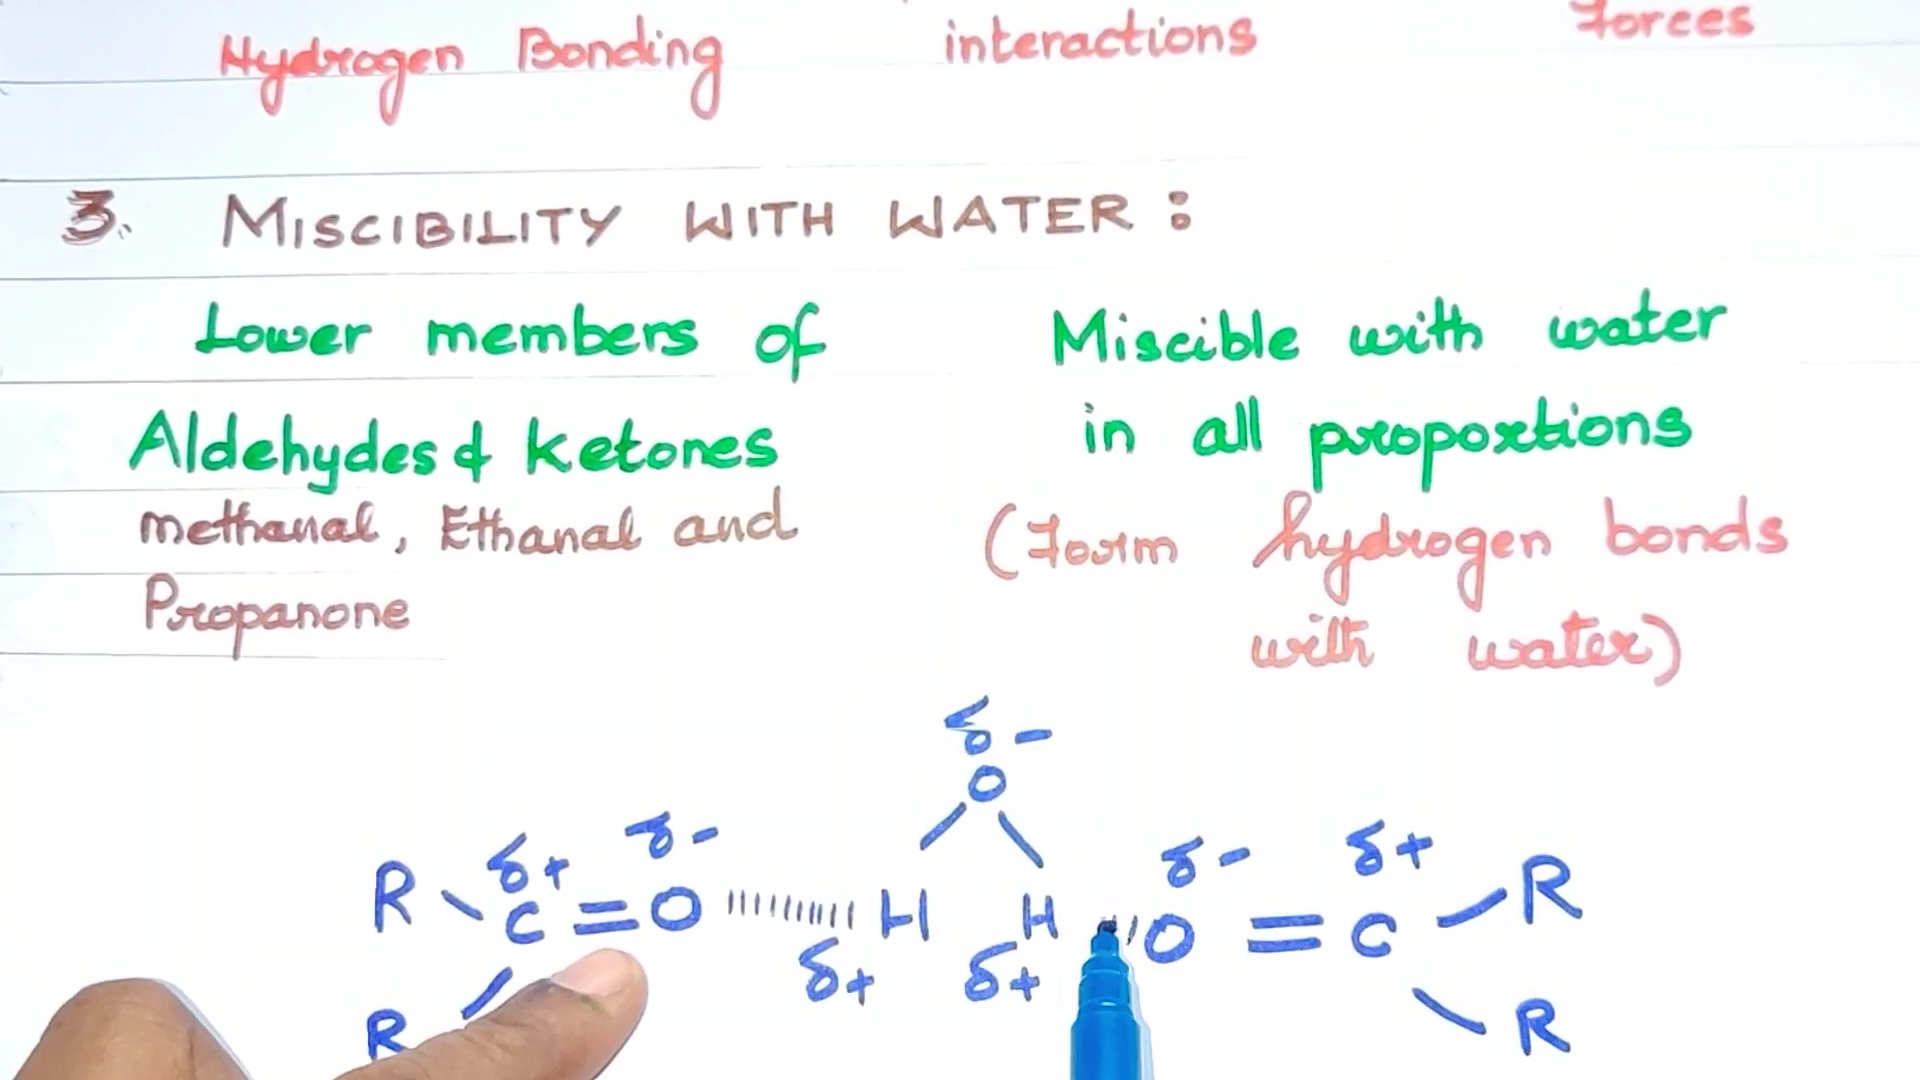 Hydrogen Bonding interactions Forces
3. MISCIBILITY WITH WATER :
Lower members of
Aldehydes & Ketones
methanal, Ethanal and
Propanone
Miscible with water
in all proportions
(Form hydrogen bonds
with water)
δ -
O
R δ+ δ- δ- δ+ R
C = O H H O = C
δ+ δ+
R R